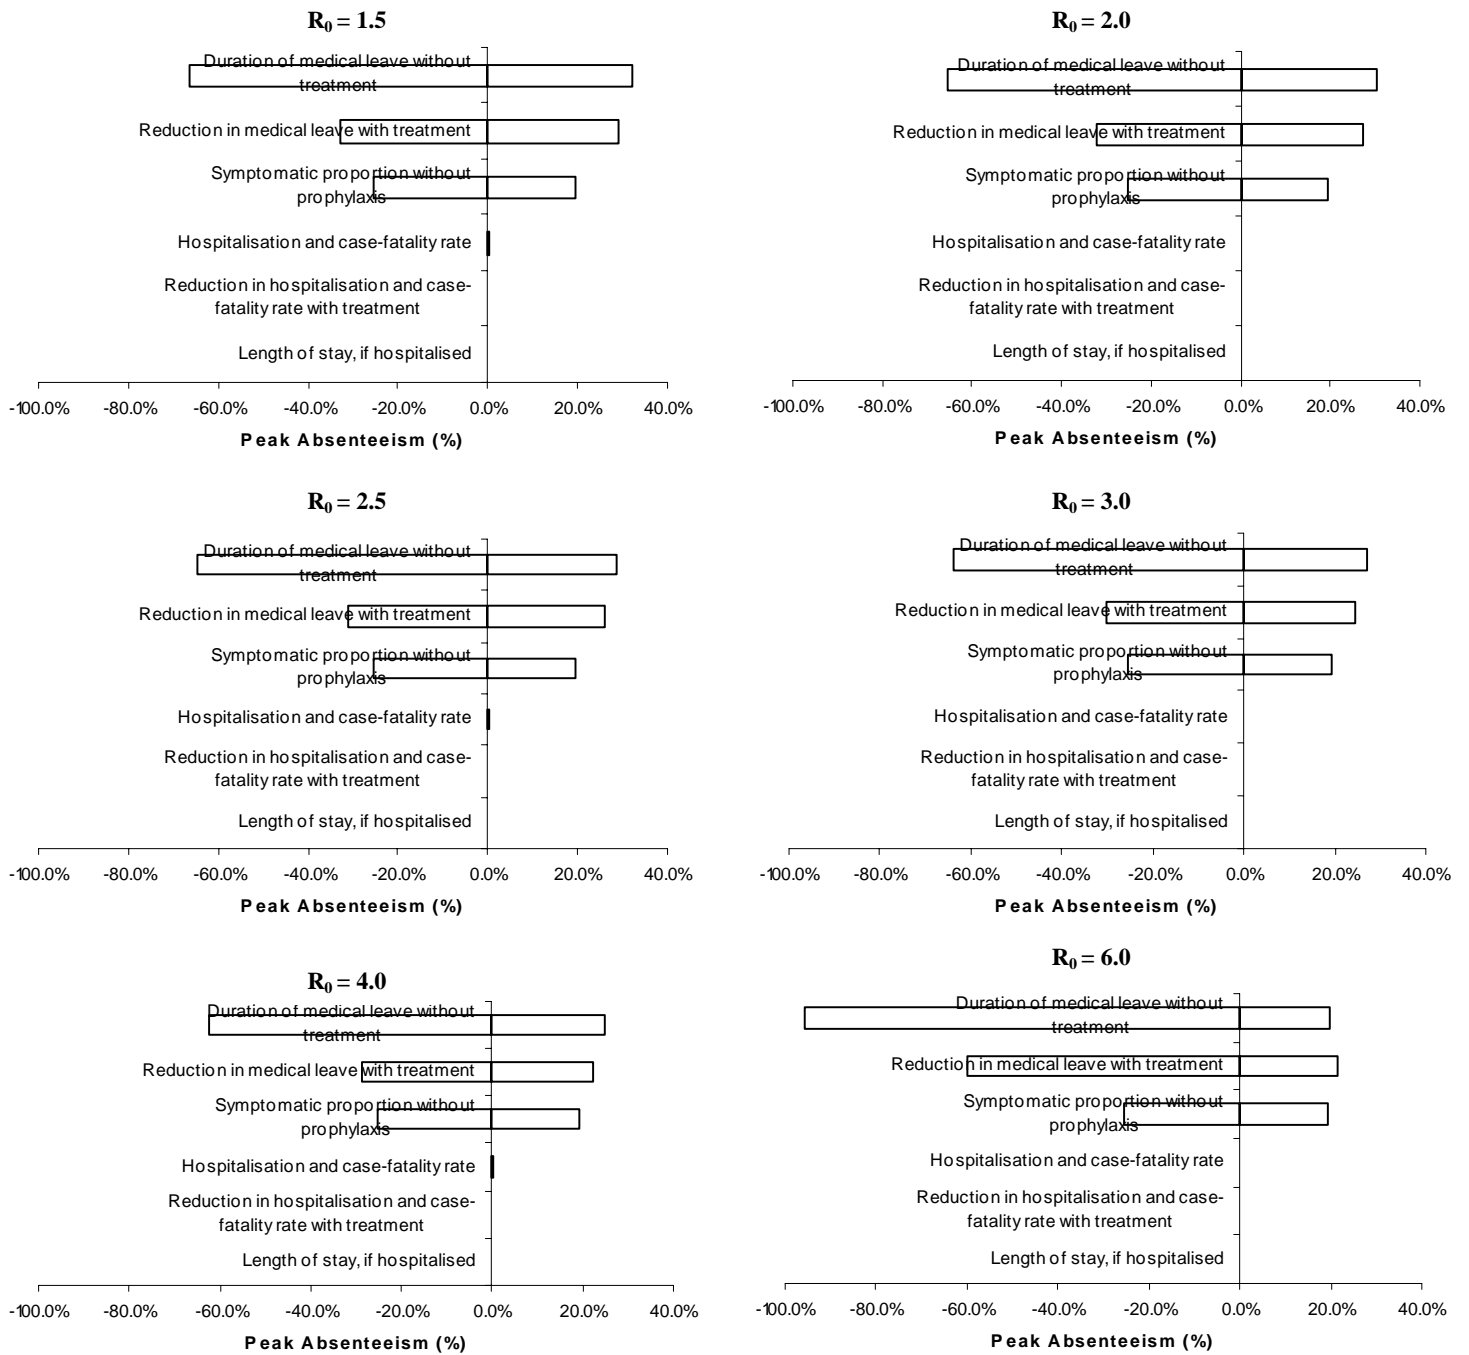 R0 = 1.5
Duration of medical leave without
treatment
Reduction in medical leave with treatment
Symptomatic proportion without
prophylaxis
Hospitalisation and case-fatality rate
Reduction in hospitalisation and case-
fatality rate with treatment
Length of stay, if hospitalised
-100.0% -80.0% -60.0% -40.0% -20.0% 0.0% 20.0% 40.0%
Peak Absenteeism (%)
R0 = 2.0
Duration of medical leave without
treatment
Reduction in medical leave with treatment
Symptomatic proportion without
prophylaxis
Hospitalisation and case-fatality rate
Reduction in hospitalisation and case-
fatality rate with treatment
Length of stay, if hospitalised
-100.0% -80.0% -60.0% -40.0% -20.0% 0.0% 20.0% 40.0%
Peak Absenteeism (%)
R0 = 2.5
Duration of medical leave without
treatment
Reduction in medical leave with treatment
Symptomatic proportion without
prophylaxis
Hospitalisation and case-fatality rate
Reduction in hospitalisation and case-
fatality rate with treatment
Length of stay, if hospitalised
-100.0% -80.0% -60.0% -40.0% -20.0% 0.0% 20.0% 40.0%
Peak Absenteeism (%)
R0 = 3.0
Duration of medical leave without
treatment
Reduction in medical leave with treatment
Symptomatic proportion without
prophylaxis
Hospitalisation and case-fatality rate
Reduction in hospitalisation and case-
fatality rate with treatment
Length of stay, if hospitalised
-100.0% -80.0% -60.0% -40.0% -20.0% 0.0% 20.0% 40.0%
Peak Absenteeism (%)
R0 = 4.0
Duration of medical leave without
treatment
Reduction in medical leave with treatment
Symptomatic proportion without
prophylaxis
Hospitalisation and case-fatality rate
Reduction in hospitalisation and case-
fatality rate with treatment
Length of stay, if hospitalised
-100.0% -80.0% -60.0% -40.0% -20.0% 0.0% 20.0% 40.0%
Peak Absenteeism (%)
R0 = 6.0
Duration of medical leave without
treatment
Reduction in medical leave with treatment
Symptomatic proportion without
prophylaxis
Hospitalisation and case-fatality rate
Reduction in hospitalisation and case-
fatality rate with treatment
Length of stay, if hospitalised
-100.0% -80.0% -60.0% -40.0% -20.0% 0.0% 20.0% 40.0%
Peak Absenteeism (%)